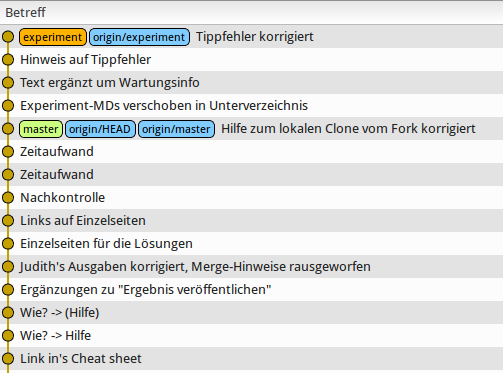 Betreff
experiment origin/experiment Tippfehler korrigiert
Hinweis auf Tippfehler
Text ergänzt um Wartungsinfo
Experiment-MDs verschoben in Unterverzeichnis
master origin/HEAD origin/master Hilfe zum lokalen Clone vom Fork korrigiert
Zeitaufwand
Zeitaufwand
Nachkontrolle
Links auf Einzelseiten
Einzelseiten für die Lösungen
Judith's Ausgaben korrigiert, Merge-Hinweise rausgeworfen
Ergänzungen zu "Ergebnis veröffentlichen"
Wie? -> (Hilfe)
Wie? -> Hilfe
Link in's Cheat sheet